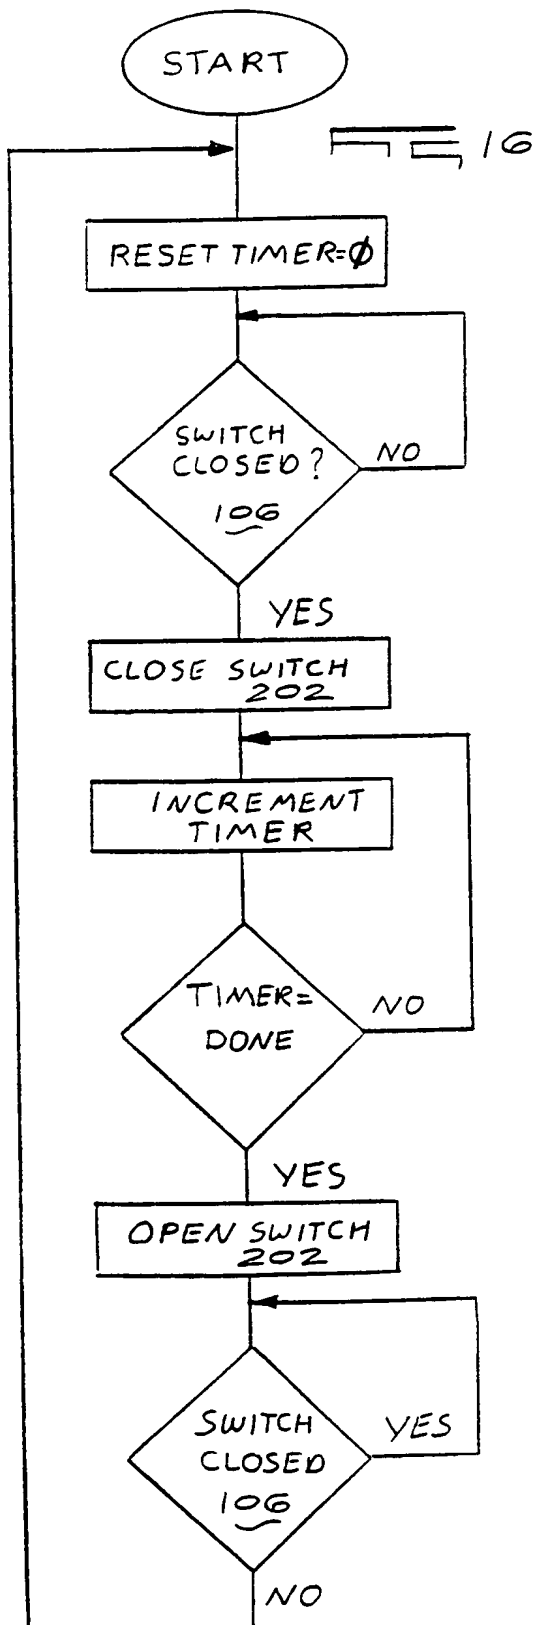 START
FIG. 16
RESET TIMER=Ø
SWITCH
CLOSED?
106
NO
YES
CLOSE SWITCH
202
INCREMENT
TIMER
TIMER=
DONE
NO
YES
OPEN SWITCH
202
SWITCH
CLOSED
106
YES
NO